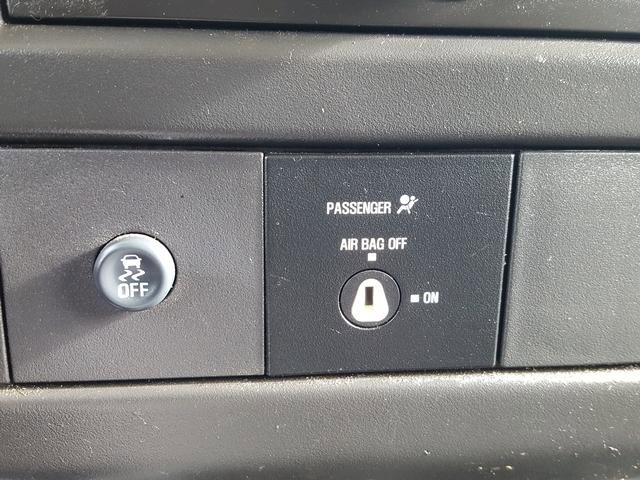 OFF
PASSENGER
AIR BAG OFF
ON